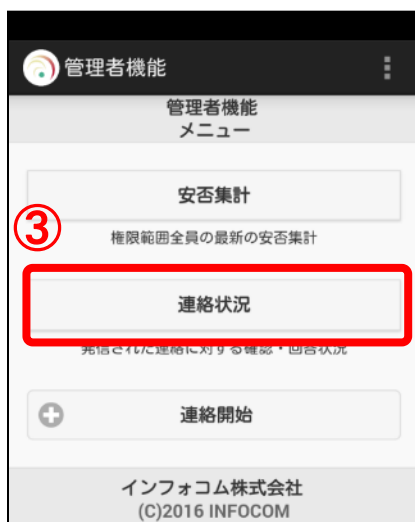 管理者機能
管理者機能
メニュー
安否集計
③
権限範囲全員の最新の安否集計
連絡状況
発信された連絡に対する確認・回答状況
連絡開始
インフォコム株式会社
(C)2016 INFOCOM